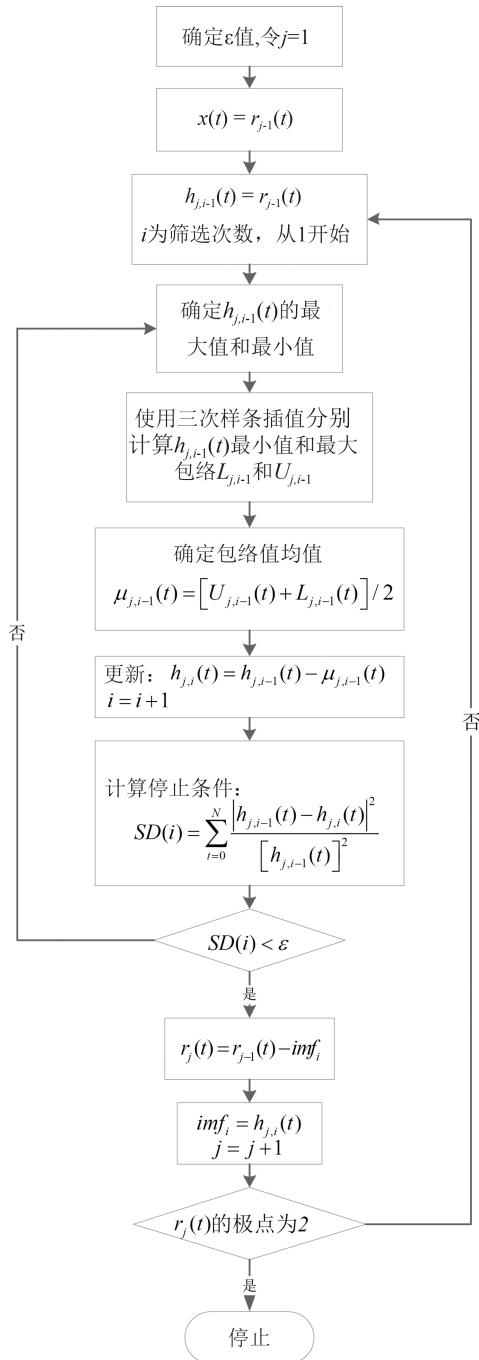 确定ε值,令j=1
x(t) = r_{j-1}(t)
h_{j,i-1}(t) = r_{j-1}(t)
i为筛选次数，从1开始
确定h_{j,i-1}(t)的最
大值和最小值
使用三次样条插值分别
计算h_{j,i-1}(t)最小值和最大
包络L_{j,i-1}和U_{j,i-1}
确定包络值均值
μ_{j,i-1}(t) = [U_{j,i-1}(t) + L_{j,i-1}(t)] / 2
否
更新：h_{j,i}(t) = h_{j,i-1}(t) − μ_{j,i-1}(t)
i = i+1
否
计算停止条件：
SD(i) = \sum_{t=0}^{N} \frac{|h_{j,i-1}(t) − h_{j,i}(t)|^2}{[h_{j,i-1}(t)]^2}
SD(i) < ε
是
r_j(t) = r_{j-1}(t) − imf_i
imf_i = h_{j,i}(t)
j = j+1
r_j(t)的极点为2
是
停止